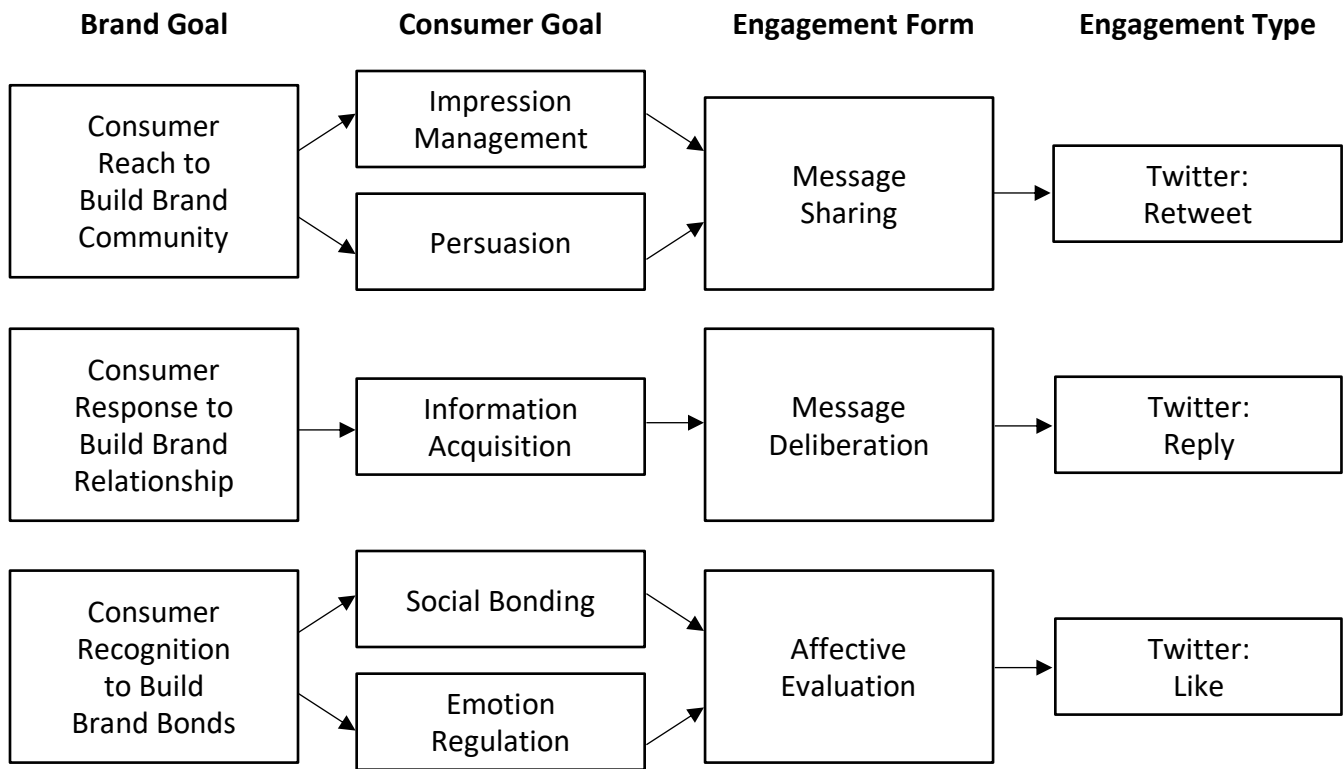 Brand Goal
Consumer Goal
Engagement Form
Engagement Type
Consumer
Reach to
Build Brand
Community
Impression
Management
Persuasion
Message
Sharing
Twitter:
Retweet
Consumer
Response to
Build Brand
Relationship
Information
Acquisition
Message
Deliberation
Twitter:
Reply
Consumer
Recognition
to Build
Brand Bonds
Social Bonding
Emotion
Regulation
Affective
Evaluation
Twitter:
Like